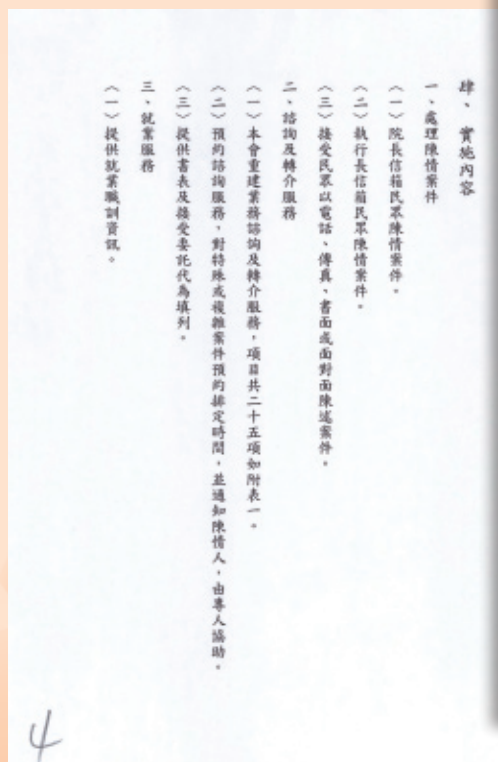 肆、實施內容
一、處理陳情案件
(一)院長信箱民眾陳情案件。
(二)執行長信箱民眾陳情案件。
(三)接受民眾以電話、傳真、書面或面對面陳述案件。
二、諮詢及轉介服務
(一)本會重建業務諮詢及轉介服務,項目共二十五項如附表一。
(二)預約諮詢服務,對特殊或複雜案件預約排定時間,並通知陳情人,由專人協助。
(三)提供書表及接受委託代為填列。
三、就業服務
(一)提供就業職訓資訊。
4